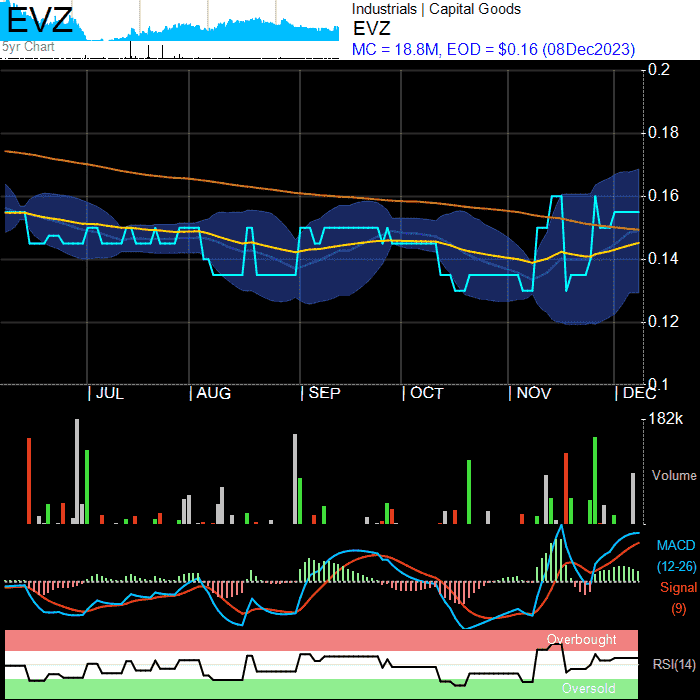 EVZ
5yr Chart
Industrials | Capital Goods
EVZ
MC = 18.8M, EOD = $0.16 (08Dec2023)
0.2
0.18
0.16
0.14
0.12
0.1
JUL AUG SEP OCT NOV DEC
182k
Volume
MACD
(12-26)
Signal
(9)
Overbought
RSI(14)
Oversold